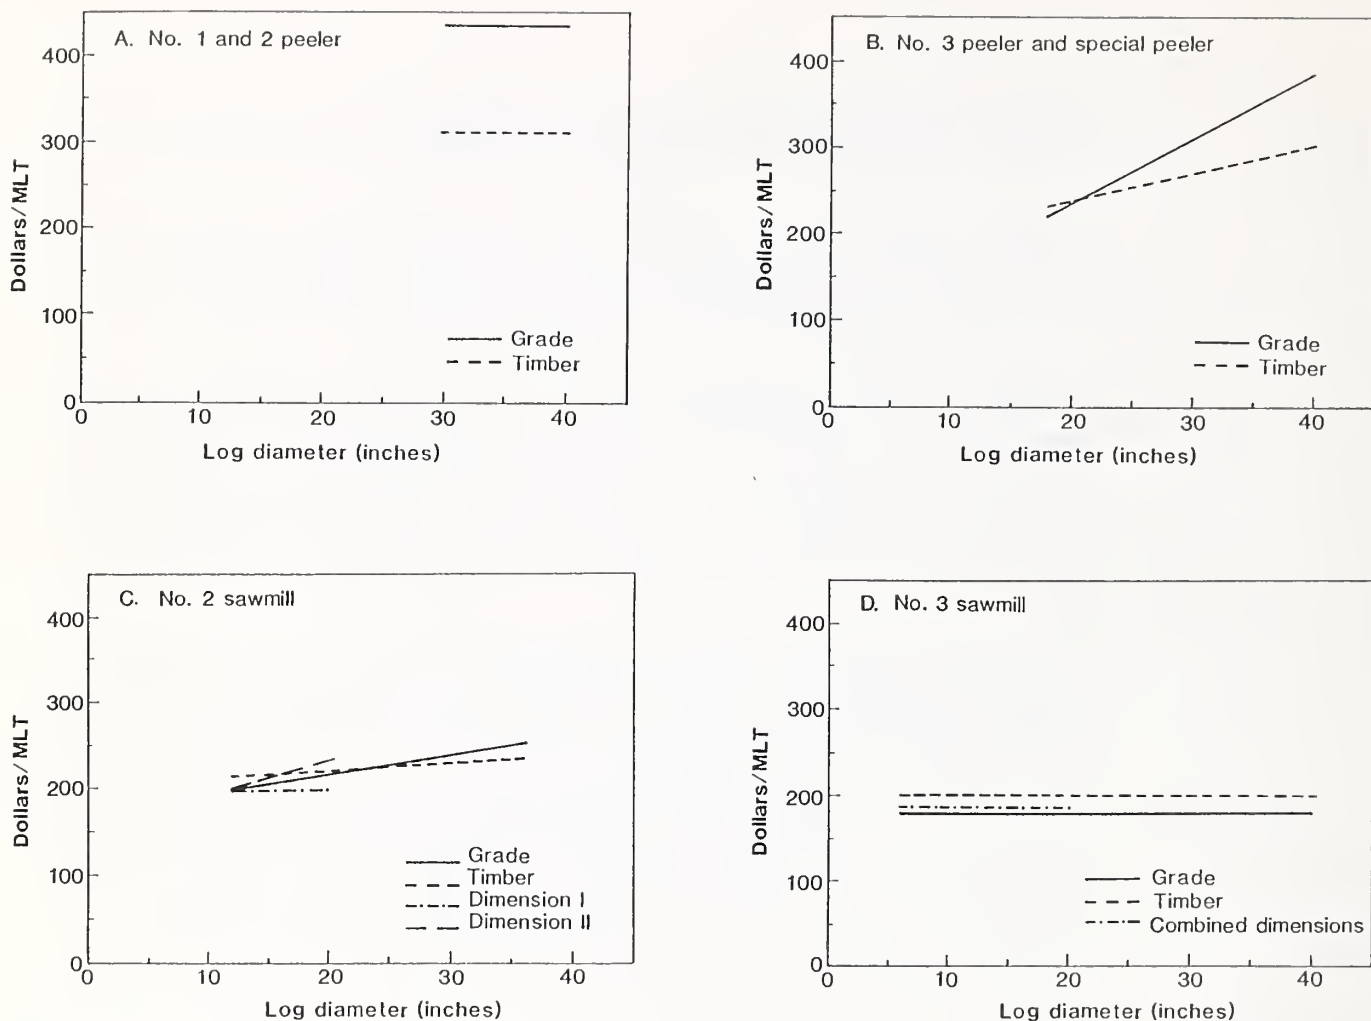 A. No. 1 and 2 peeler
400
300
200
100
0
Dollars/MLT
Grade
Timber
0 10 20 30 40
Log diameter (inches)
B. No. 3 peeler and special peeler
400
300
200
100
0
Dollars/MLT
Grade
Timber
0 10 20 30 40
Log diameter (inches)
C. No. 2 sawmill
400
300
200
100
0
Dollars/MLT
Grade
Timber
Dimension I
Dimension II
0 10 20 30 40
Log diameter (inches)
D. No. 3 sawmill
400
300
200
100
0
Dollars/MLT
Grade
Timber
Combined dimensions
0 10 20 30 40
Log diameter (inches)